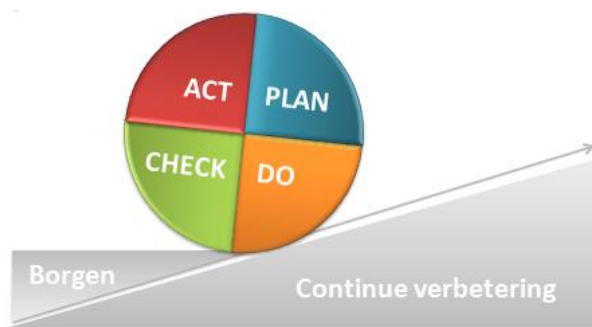 ACT
PLAN
CHECK
DO
Borgen
Continue verbetering